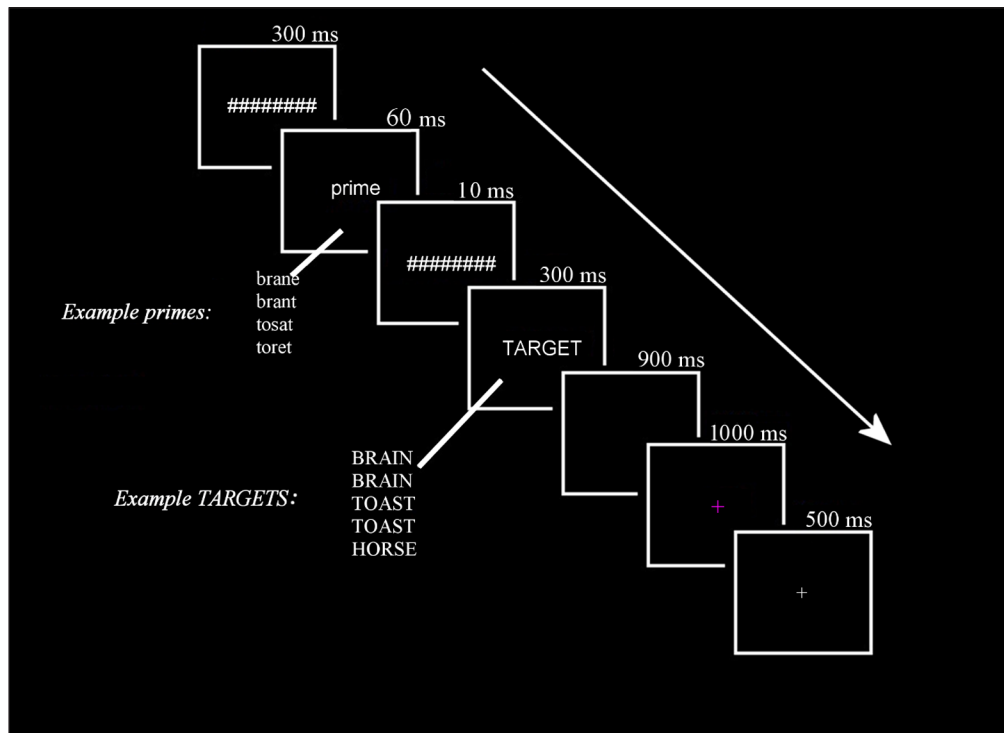 300 ms
########
60 ms
prime
10 ms
########
300 ms
TARGET
900 ms
1000 ms
+
500 ms
+
Example primes:
brane
brant
tosat
toret
Example TARGETS:
BRAIN
BRAIN
TOAST
TOAST
HORSE